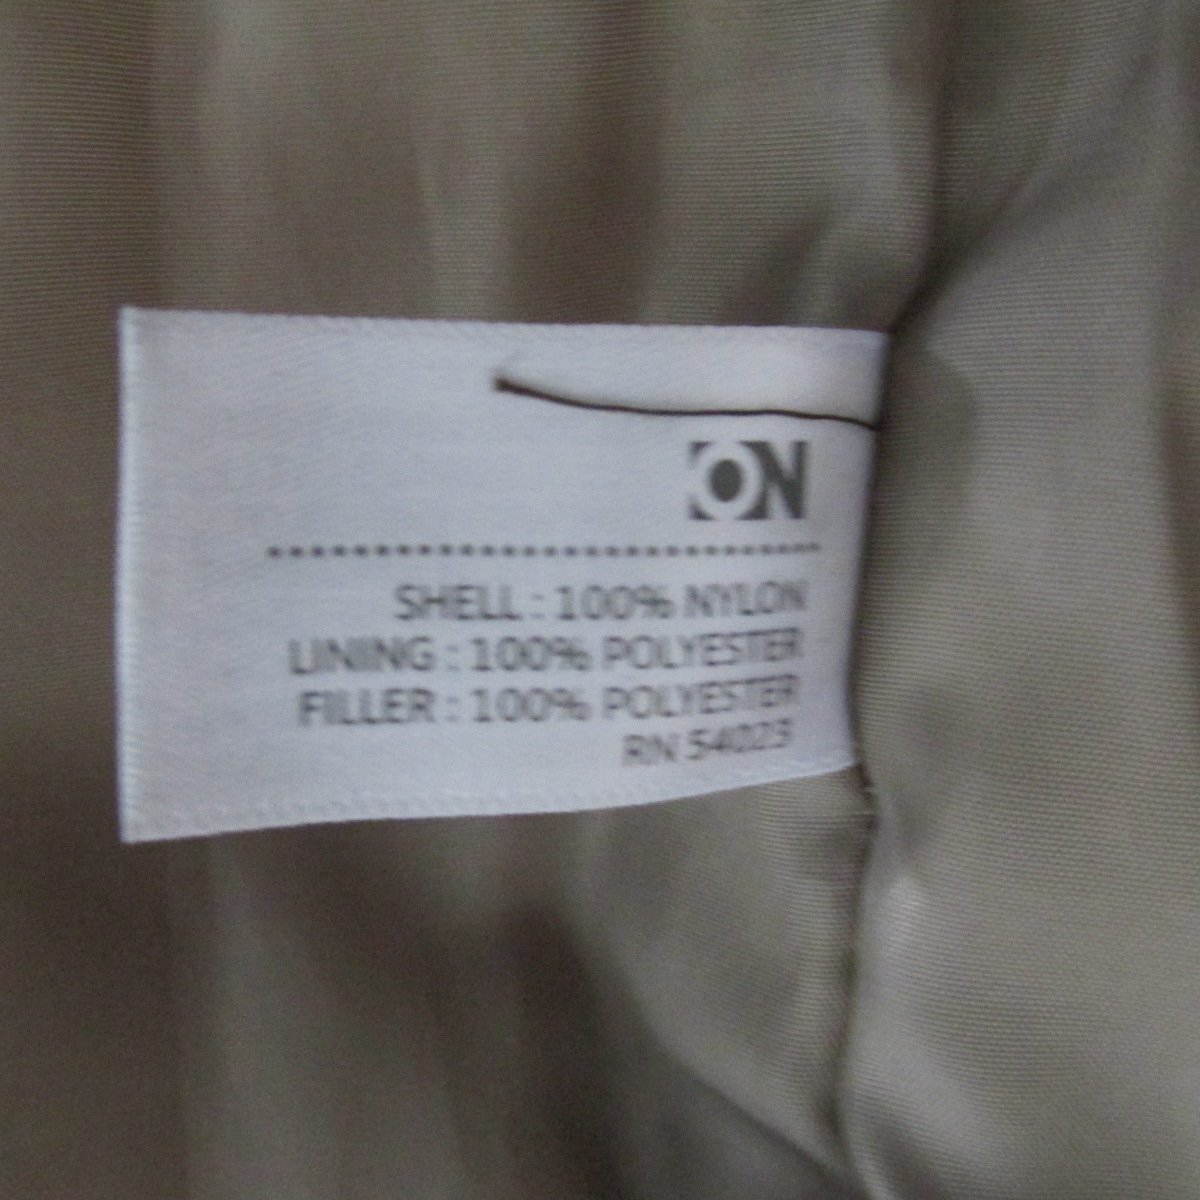 ON
SHELL : 100% NYLON
LINING : 100% POLYESTER
FILLER : 100% POLYESTER
RN 54023